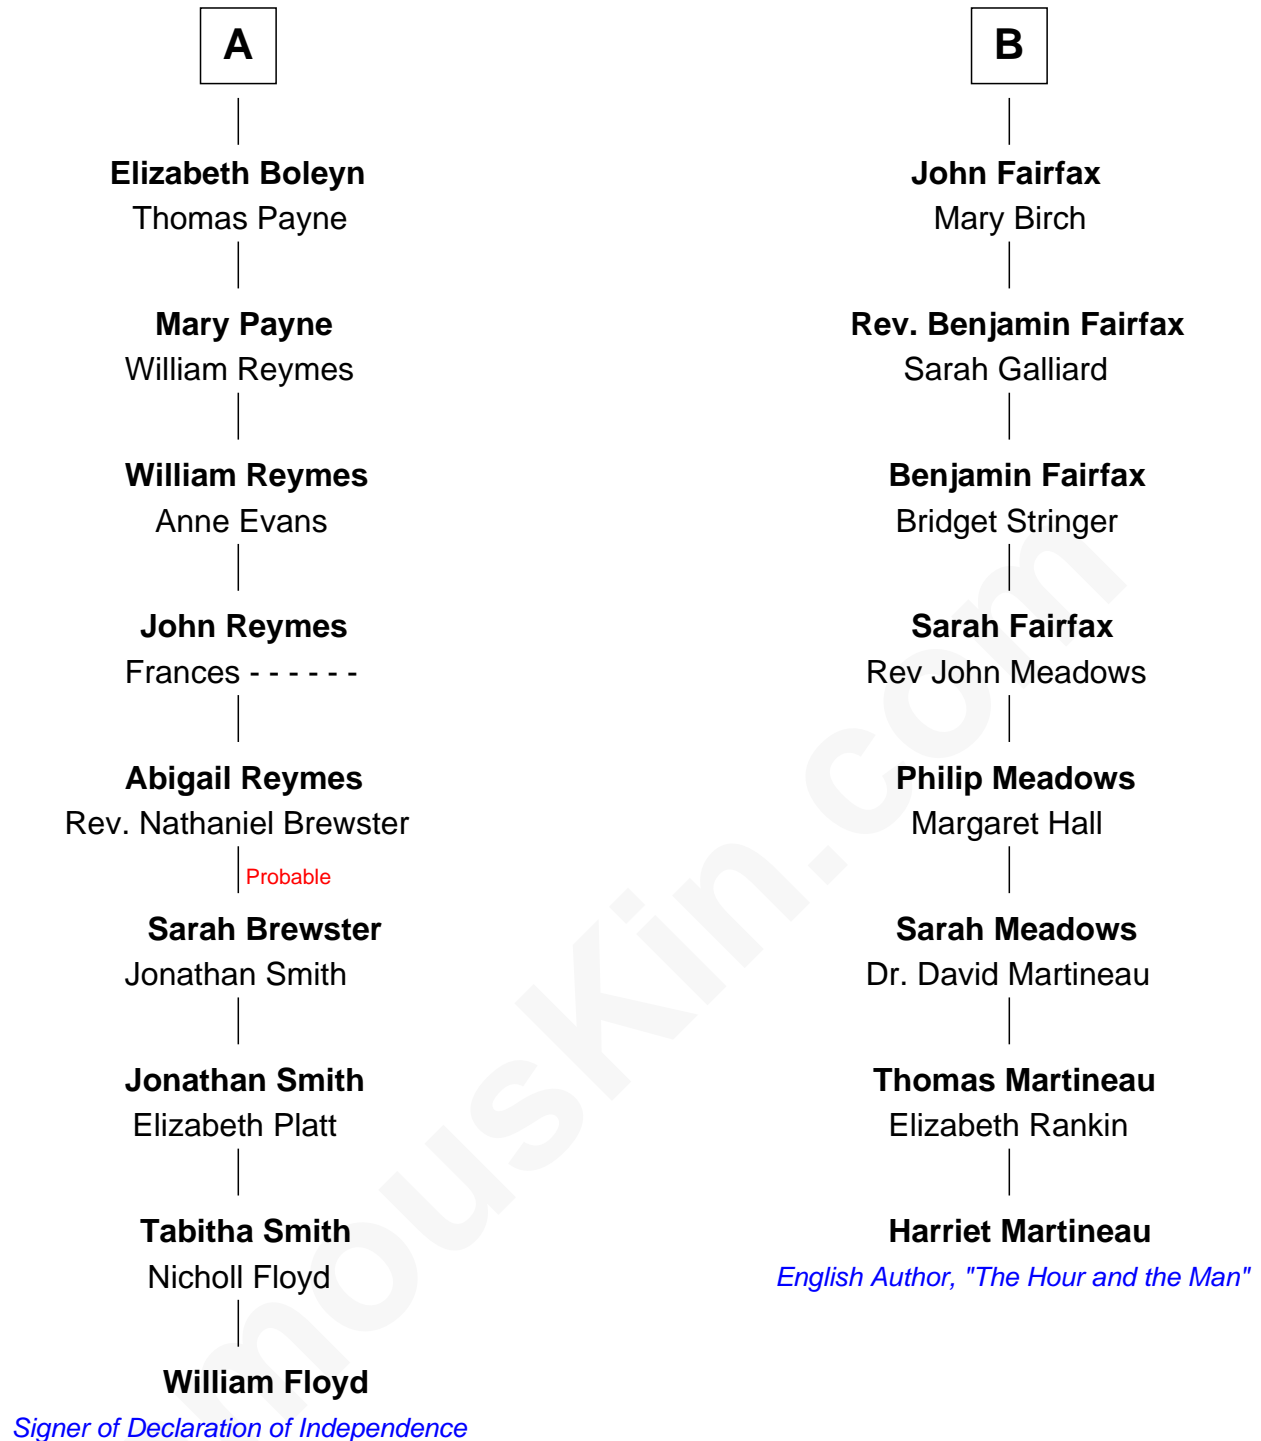 A
Elizabeth Boleyn
Thomas Payne
Mary Payne
William Reymes
William Reymes
Anne Evans
John Reymes
Frances - - - - - -
Abigail Reymes
Rev. Nathaniel Brewster
Probable
Sarah Brewster
Jonathan Smith
Jonathan Smith
Elizabeth Platt
Tabitha Smith
Nicholl Floyd
William Floyd
Signer of Declaration of Independence
B
John Fairfax
Mary Birch
Rev. Benjamin Fairfax
Sarah Galliard
Benjamin Fairfax
Bridget Stringer
Sarah Fairfax
Rev John Meadows
Philip Meadows
Margaret Hall
Sarah Meadows
Dr. David Martineau
Thomas Martineau
Elizabeth Rankin
Harriet Martineau
English Author, "The Hour and the Man"
mouskin.com